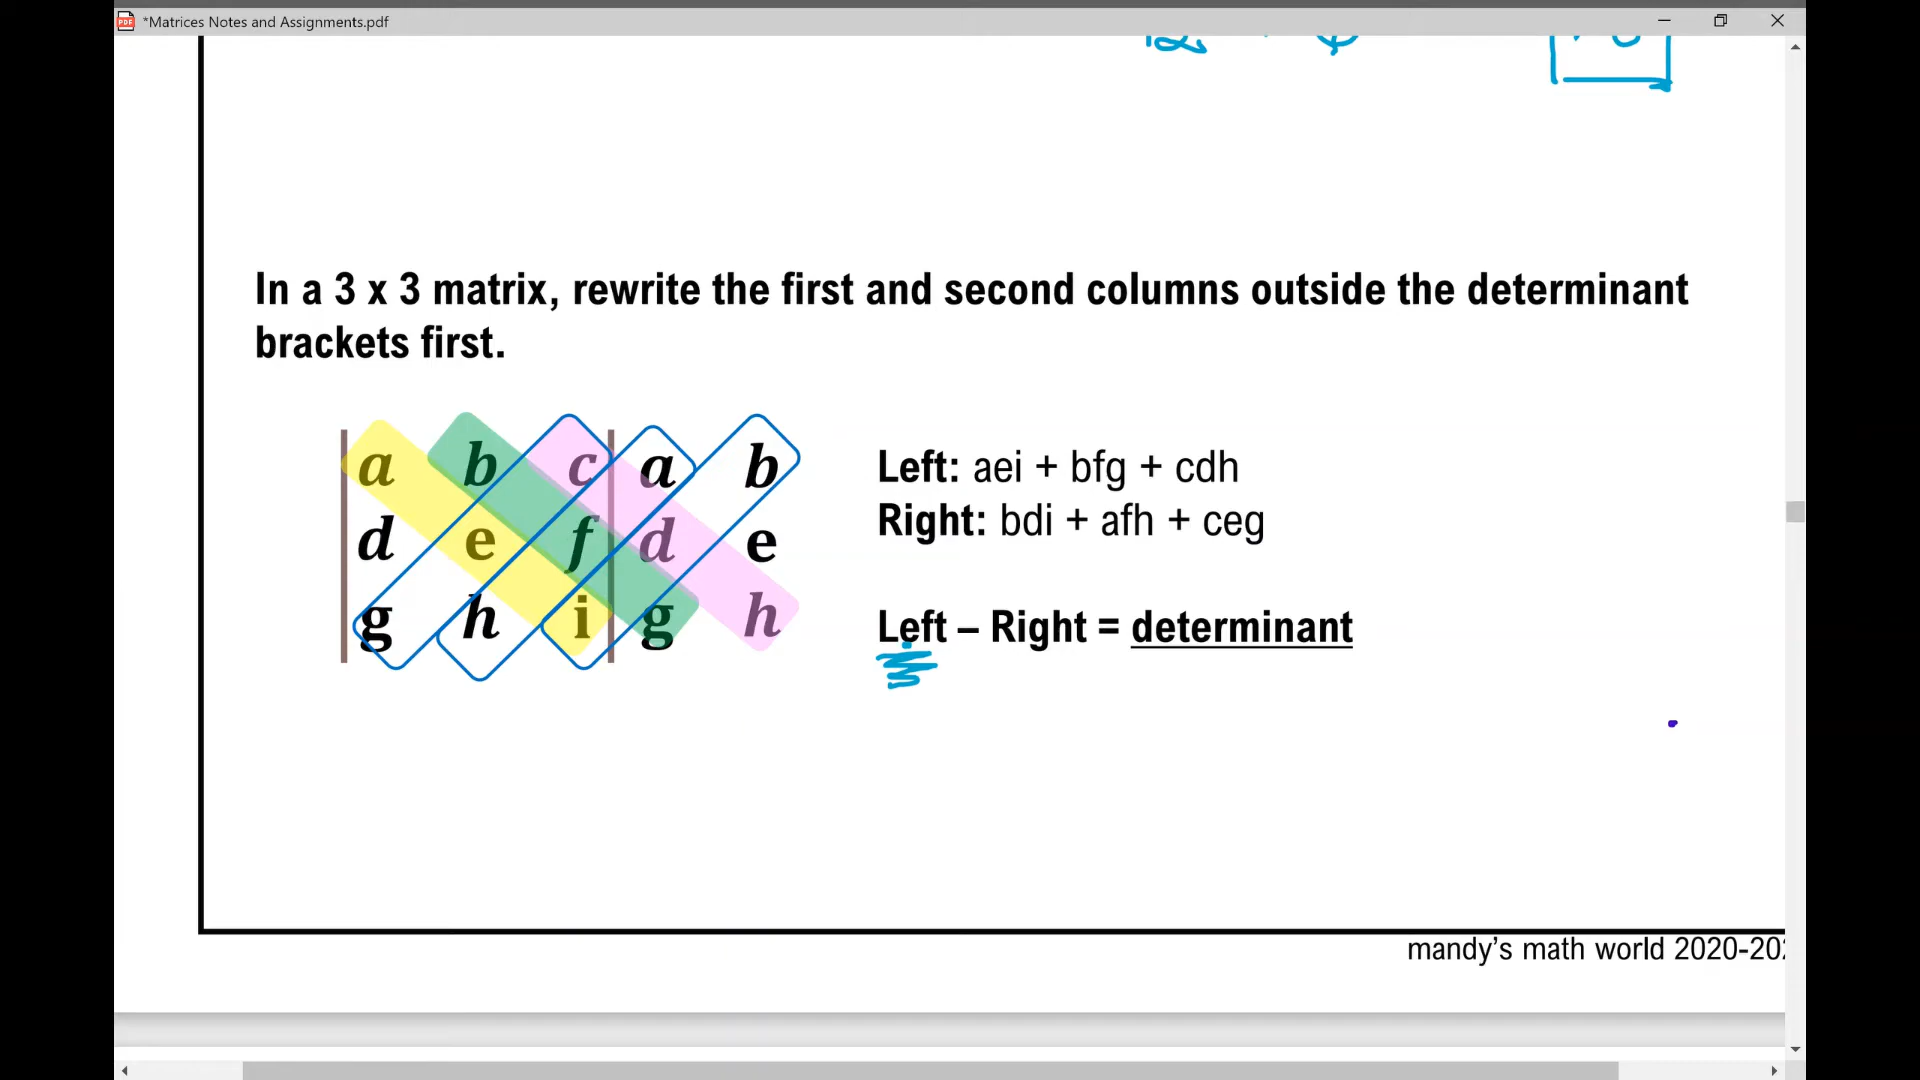 *Matrices Notes and Assignments.pdf
In a 3 x 3 matrix, rewrite the first and second columns outside the determinant
brackets first.
a b c a b
d e f d e
g h i g h
Left: aei + bfg + cdh
Right: bdi + afh + ceg
Left – Right = determinant
mandy's math world 2020-20